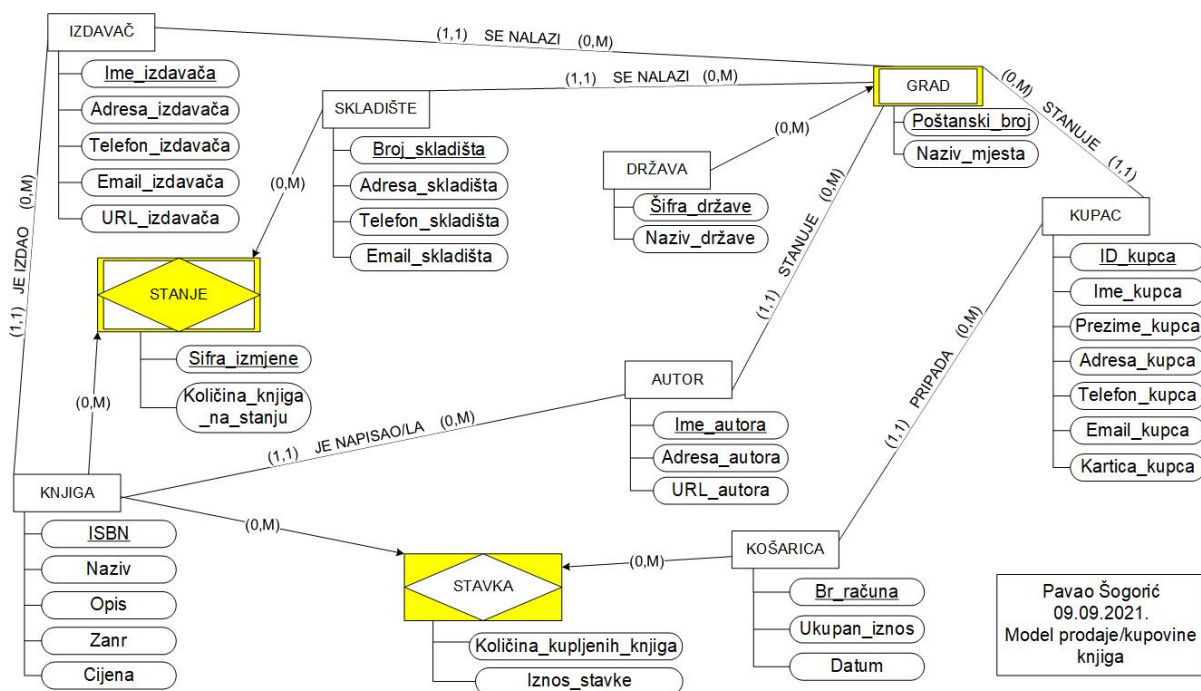 IZDAVAČ
Ime_izdavača
Adresa_izdavača
Telefon_izdavača
Email_izdavača
URL_izdavača
(1,1) SE NALAZI (0,M)
SKLADIŠTE
Broj_skladišta
Adresa_skladišta
Telefon_skladišta
Email_skladišta
(1,1) SE NALAZI (0,M)
GRAD
Poštanski_broj
Naziv_mjesta
(0,M)
DRŽAVA
Šifra_države
Naziv_države
(0,M) STANUJE (1,1)
KUPAC
ID_kupca
Ime_kupca
Prezime_kupca
Adresa_kupca
Telefon_kupca
Email_kupca
Kartica_kupca
(1,1) JE IZDAO (0,M)
(0,M)
STANJE
Sifra_izmjene
Količina_knjiga
_na_stanju
(0,M)
(1,1) STANUJE (0,M)
AUTOR
Ime_autora
Adresa_autora
URL_autora
(1,1) JE NAPISAO/LA (0,M)
(1,1) PRIPADA (0,M)
KNJIGA
ISBN
Naziv
Opis
Zanr
Cijena
(0,M)
STAVKA
Količina_kupljenih_knjiga
Iznos_stavke
(0,M)
KOŠARICA
Br_računa
Ukupan_iznos
Datum
Pavao Šogorić
09.09.2021.
Model prodaje/kupovine
knjiga